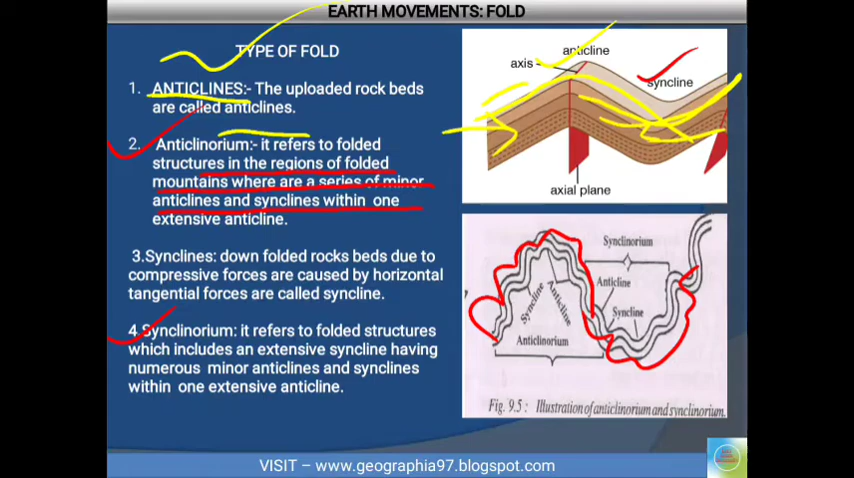 EARTH MOVEMENTS: FOLD
TYPE OF FOLD
1. ANTICLINES:- The uploaded rock beds
are called anticlines.
2. Anticlinorium:- it refers to folded
structures in the regions of folded
mountains where are a series of minor
anticlines and synclines within one
extensive anticline.
3.Synclines: down folded rocks beds due to
compressive forces are caused by horizontal
tangential forces are called syncline.
4.Synclinorium: it refers to folded structures
which includes an extensive syncline having
numerous minor anticlines and synclines
within one extensive anticline.
anticline
axis
syncline
axial plane
Synclinorium
Anticline
Syncline
Anticline
Syncline
Anticlinorium
Fig. 9.5 : Illustration of anticlinorium and synclinorium.
VISIT – www.geographia97.blogspot.com